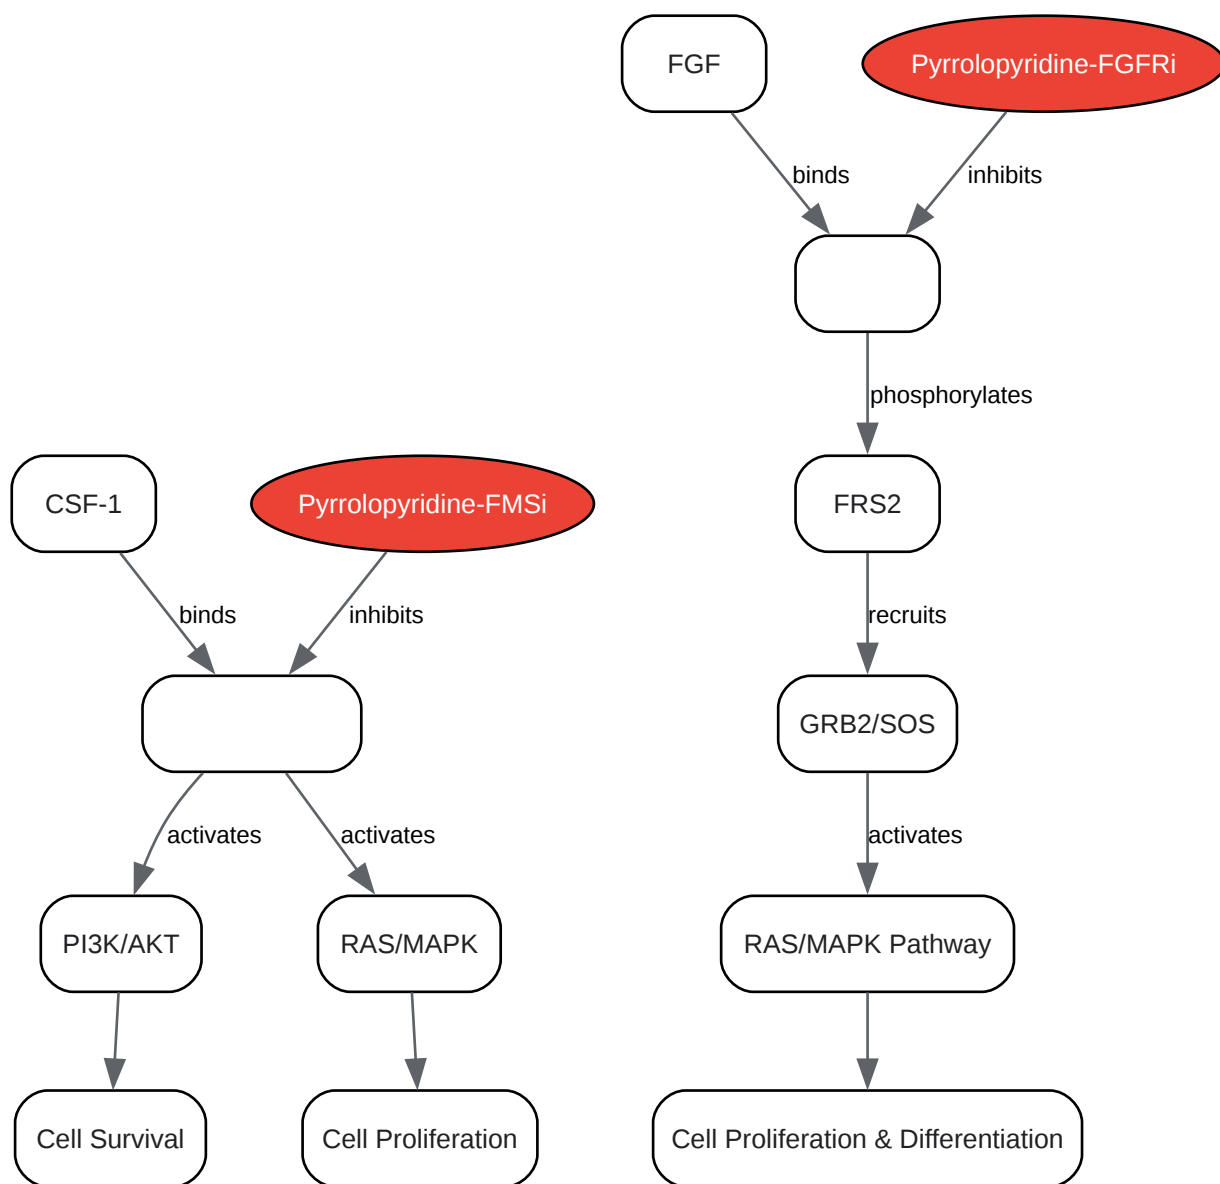 FGF
Pyrrolopyridine-FGFRi
binds
inhibits
phosphorylates
CSF-1
Pyrrolopyridine-FMSi
FRS2
binds
inhibits
recruits
GRB2/SOS
activates
activates
activates
PI3K/AKT
RAS/MAPK
RAS/MAPK Pathway
Cell Survival
Cell Proliferation
Cell Proliferation & Differentiation